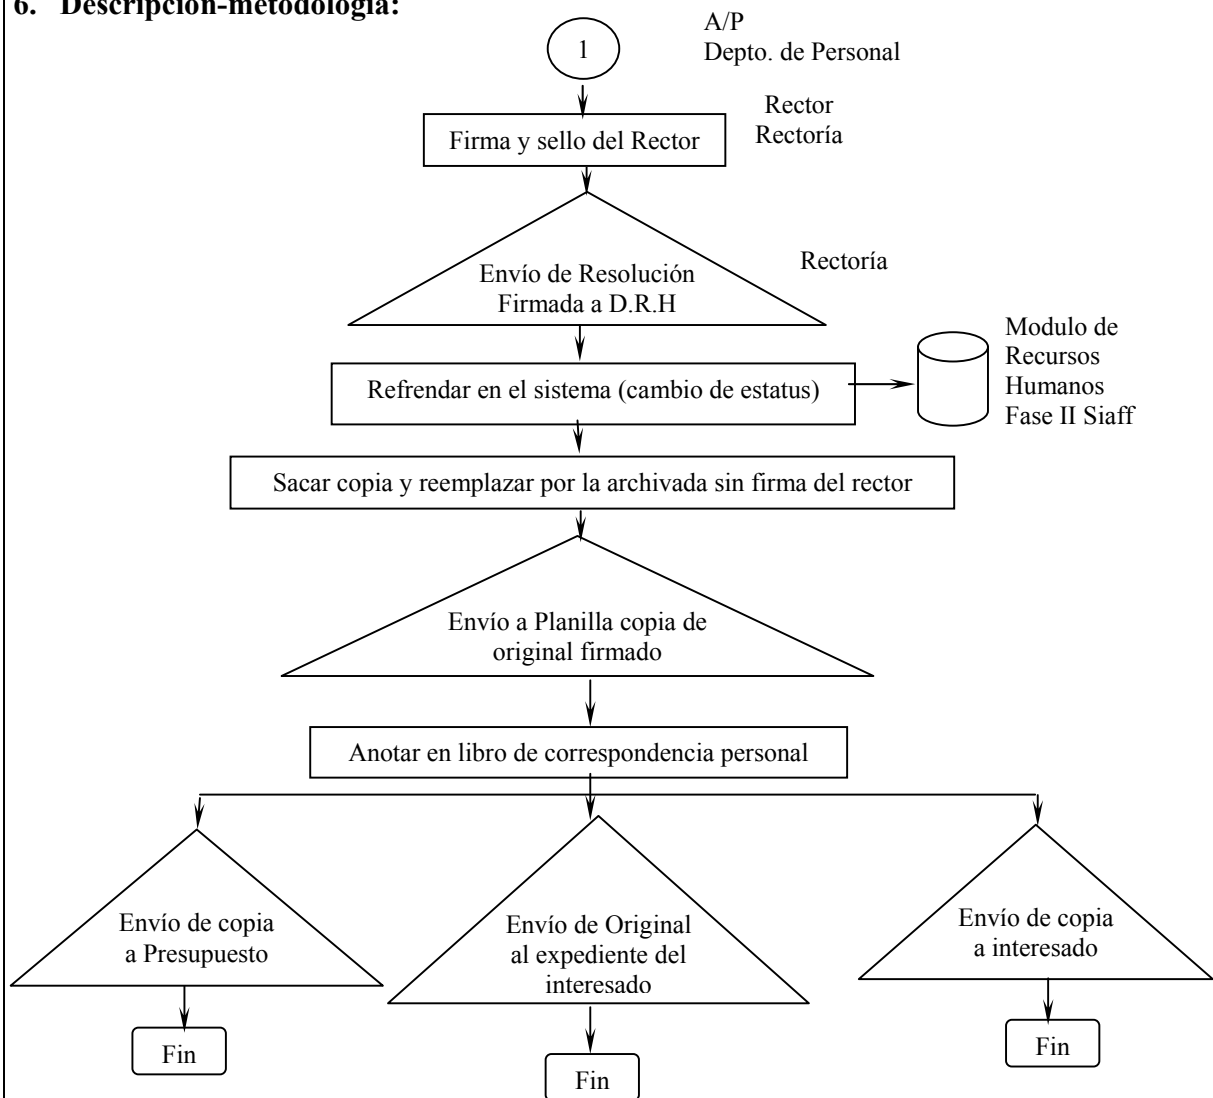 6. Descripción-metodología:
1
A/P
Depto. de Personal
Firma y sello del Rector
Rector
Rectoría
Envío de Resolución
Firmada a D.R.H
Rectoría
Refrendar en el sistema (cambio de estatus)
Modulo de
Recursos
Humanos
Fase II Siaff
Sacar copia y reemplazar por la archivada sin firma del rector
Envío a Planilla copia de
original firmado
Anotar en libro de correspondencia personal
Envío de copia
a Presupuesto
Envío de Original
al expediente del
interesado
Envío de copia
a interesado
Fin
Fin
Fin